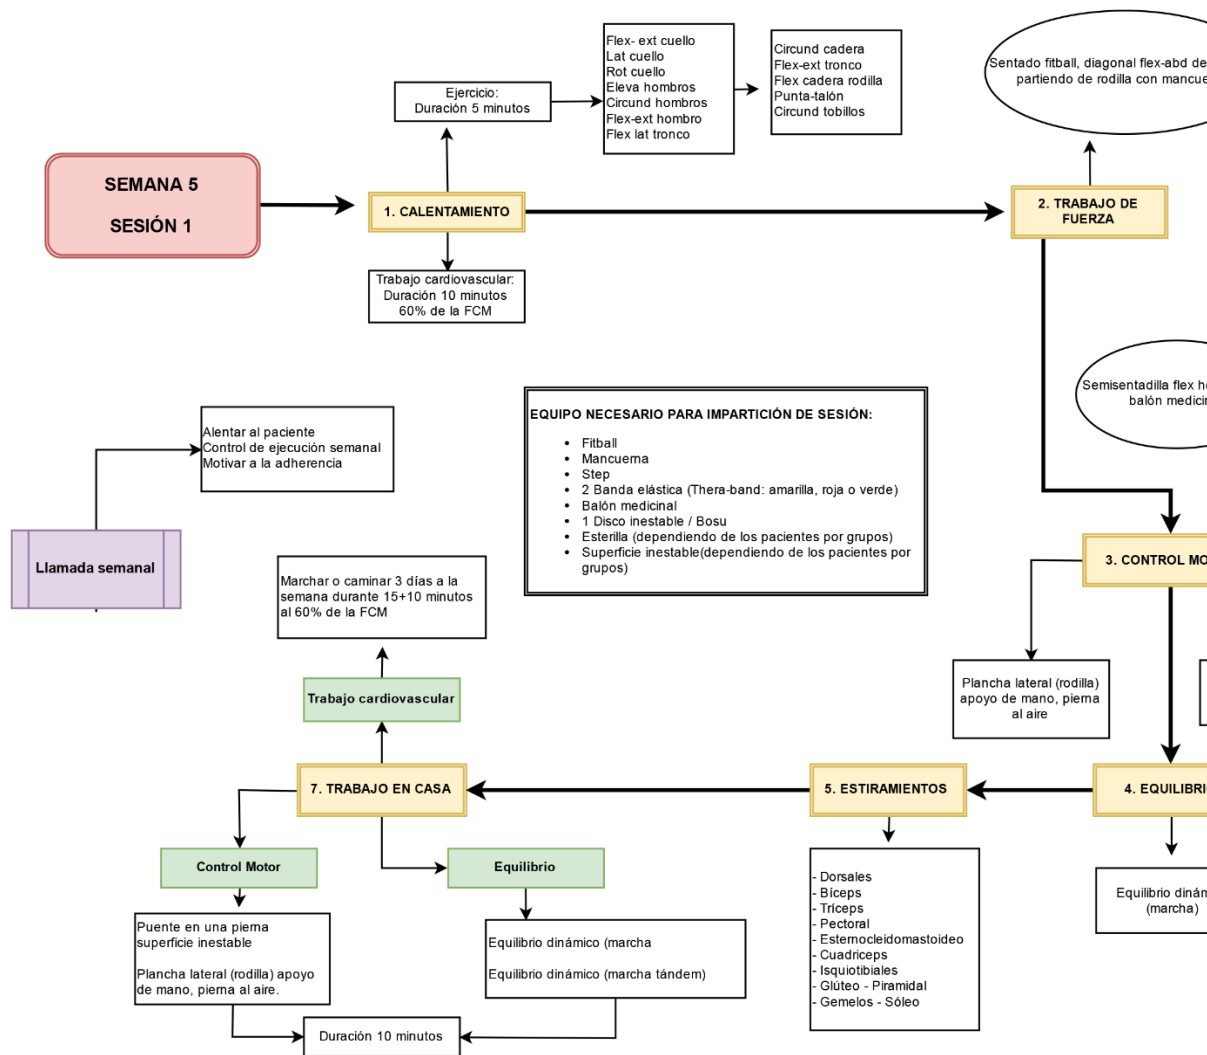 SEMANA 5
SESIÓN 1
1. CALENTAMIENTO
Ejercicio:
Duración 5 minutos
Flex- ext cuello
Lat cuello
Rot cuello
Eleva hombros
Circund hombros
Flex-ext hombro
Flex lat tronco
Circund cadera
Flex-ext tronco
Flex cadera rodilla
Punta-talón
Circund tobillos
Trabajo cardiovascular:
Duración 10 minutos
60% de la FCM
2. TRABAJO DE
FUERZA
Sentado fitball, diagonal flex-abd de
partiendo de rodilla con
Semisentadilla flex
balón
EQUIPO NECESARIO PARA IMPARTICIÓN DE SESIÓN:
• Fitball
• Mancuerna
• Step
• 2 Banda elástica (Thera-band: amarilla, roja o verde)
• Balón medicinal
• 1 Disco inestable / Bosu
• Esterilla (dependiendo de los pacientes por grupos)
• Superficie inestable(dependiendo de los pacientes por
grupos)
Alentar al paciente
Control de ejecución semanal
Motivar a la adherencia
Llamada semanal
3. CONTROL
Plancha lateral (rodilla)
apoyo de mano, pierna
al aire
4. EQUILIBRIO
Equilibrio
(marcha)
5. ESTIRAMIENTOS
- Dorsales
- Bíceps
- Tríceps
- Pectoral
- Esternocleidomastoideo
- Cuadriceps
- Isquiotibiales
- Glúteo - Piramidal
- Gemelos - Sóleo
7. TRABAJO EN CASA
Trabajo cardiovascular
Marchar o caminar 3 días a la
semana durante 15+10 minutos
al 60% de la FCM
Control Motor
Puente en una pierna
superficie inestable
Plancha lateral (rodilla) apoyo
de mano, pierna al aire.
Equilibrio
Equilibrio dinámico (marcha
Equilibrio dinámico (marcha tándem)
Duración 10 minutos